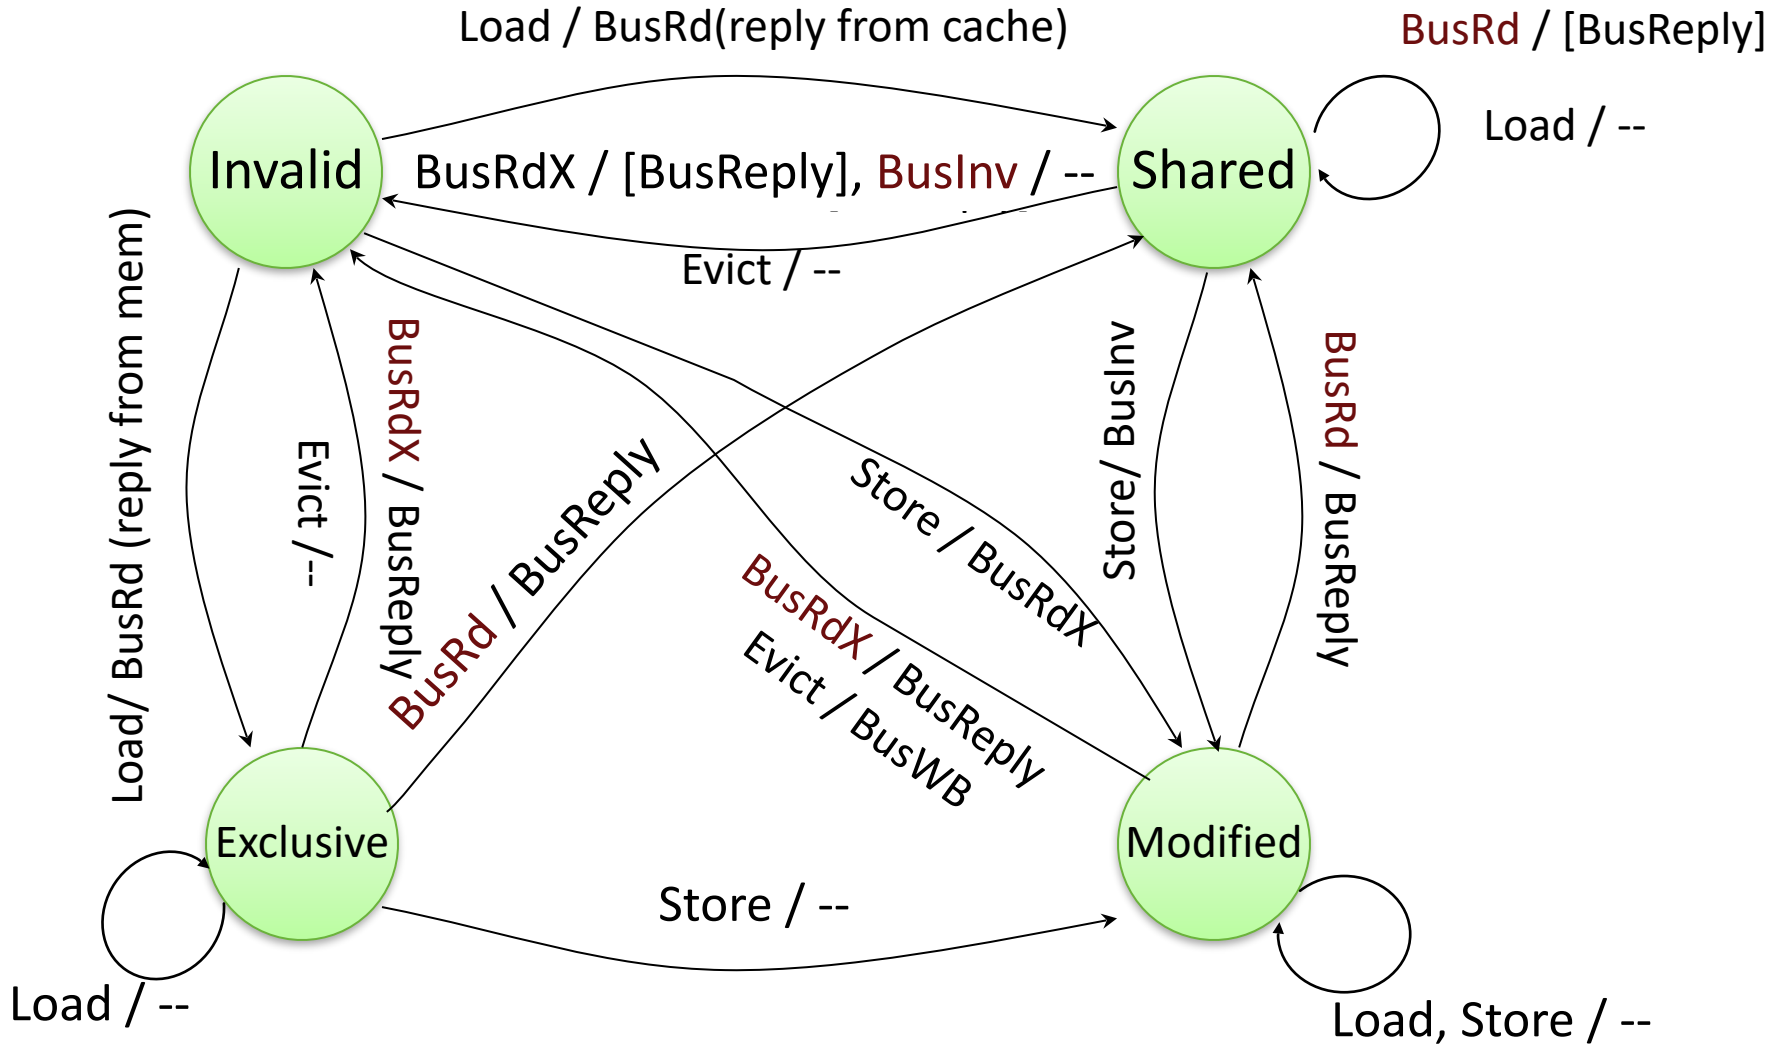 Load / BusRd(reply from cache)
BusRd / [BusReply]
Load / --
Invalid
BusRdX / [BusReply], BusInv / --
Shared
Evict / --
Load/ BusRd (reply from mem)
Evict /--
BusRdX / BusReply
BusRd / BusReply
Store / BusRdX
BusRdX / BusReply
Evict / BusWB
Store/ BusInv
BusRd / BusReply
Exclusive
Modified
Store / --
Load / --
Load, Store / --